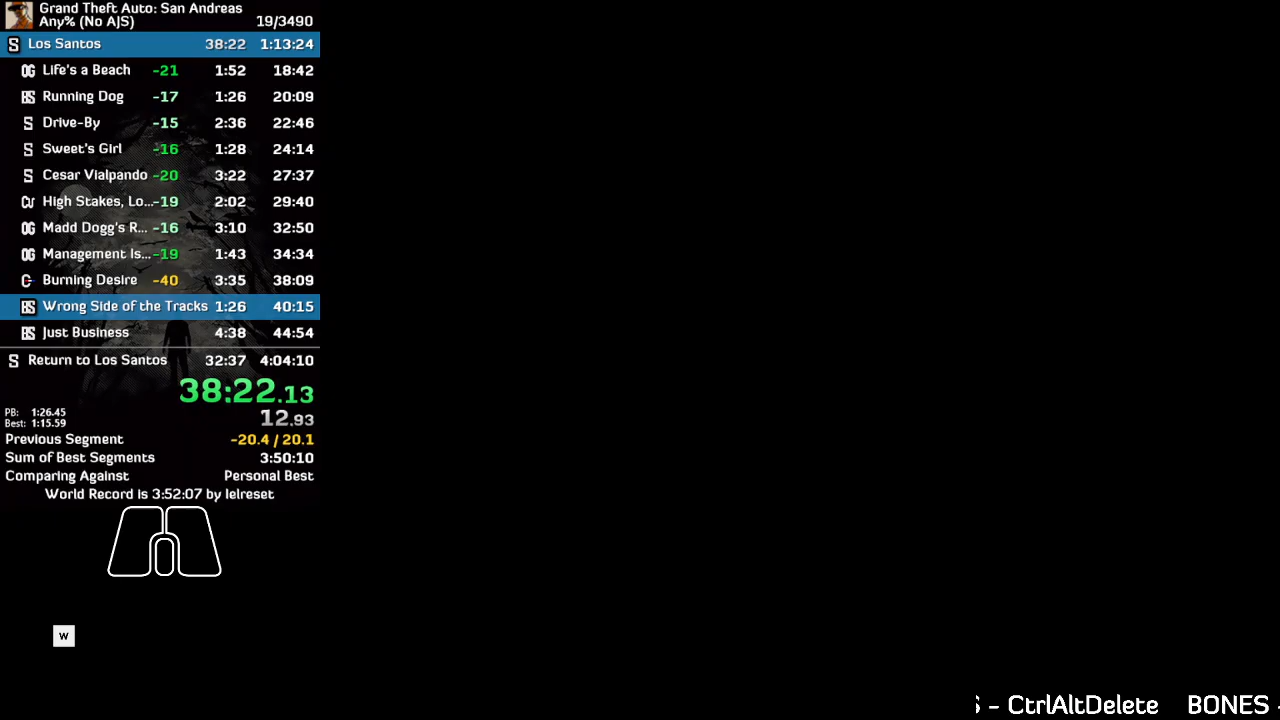 Grand Theft Auto: San Andreas
Any% (No AJS) 19/3490
S Los Santos 38:22 1:13:24
OG Life's a Beach -21 1:52 18:42
BS Running Dog -17 1:26 20:09
S Drive-By -15 2:36 22:46
S Sweet's Girl -16 1:28 24:14
S Cesar Vialpando -20 3:22 27:37
CV High Stakes, Lo... -19 2:02 29:40
OG Madd Dogg's R... -16 3:10 32:50
OG Management Is... -19 1:43 34:34
C Burning Desire -40 3:35 38:09
BS Wrong Side of the Tracks 1:26 40:15
BS Just Business 4:38 44:54
S Return to Los Santos 32:37 4:04:10
38:22.13
PB: 1:26.45
Best: 1:15.59
12.93
Previous Segment -20.4 / 20.1
Sum of Best Segments 3:50:10
Comparing Against Personal Best
World Record is 3:52:07 by lelreset
W
- CtrlAltDelete BONES